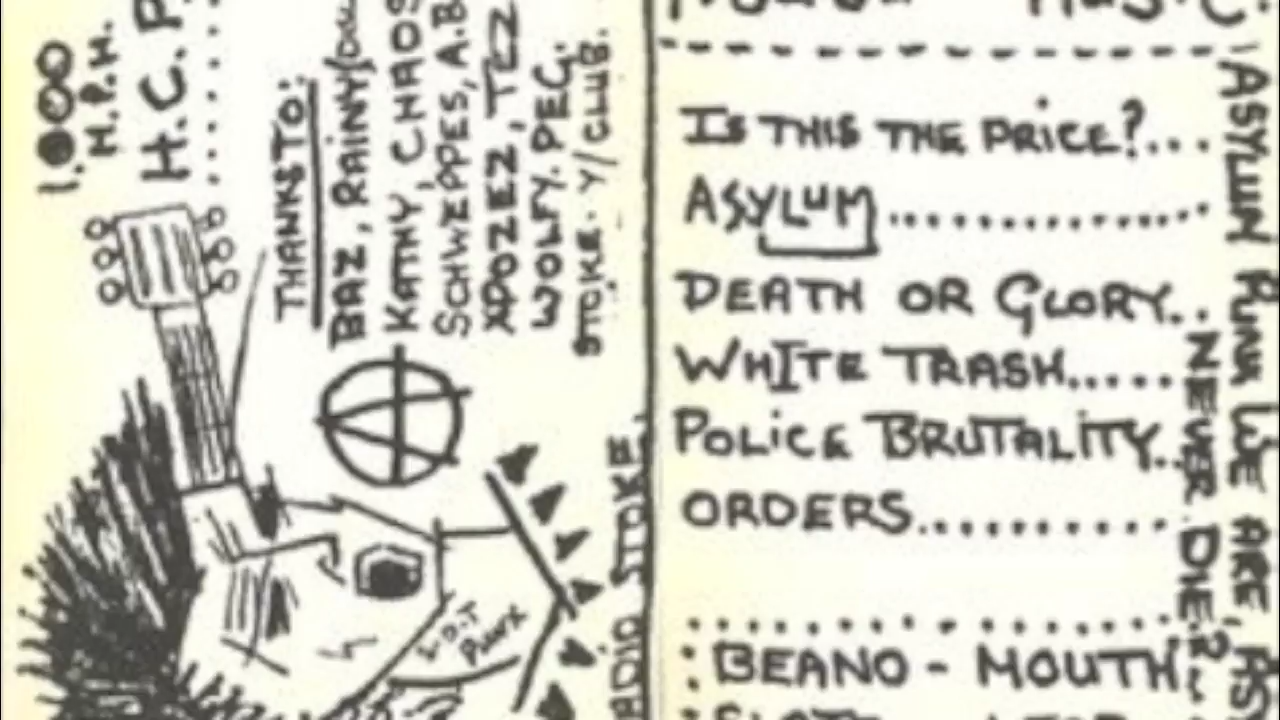 1,000
H.P.H.
H.C.P
THANKS TO:
BAZ, RAINY
KATHY, CHAOS
SCHWEPPES, A.B
XPOZEZ, TEZ
WOLFY. PEG.
STOKE. Y/CLUB.
RADIO STOKE.
PUNX
IS THIS THE PRICE?...
ASYLUM
DEATH OR GLORY..
WHITE TRASH.....
POLICE BRUTALITY..
ORDERS..........
BEANO - MOUTH
ASYLUM PUNX WE ARE
NEVER DIE?